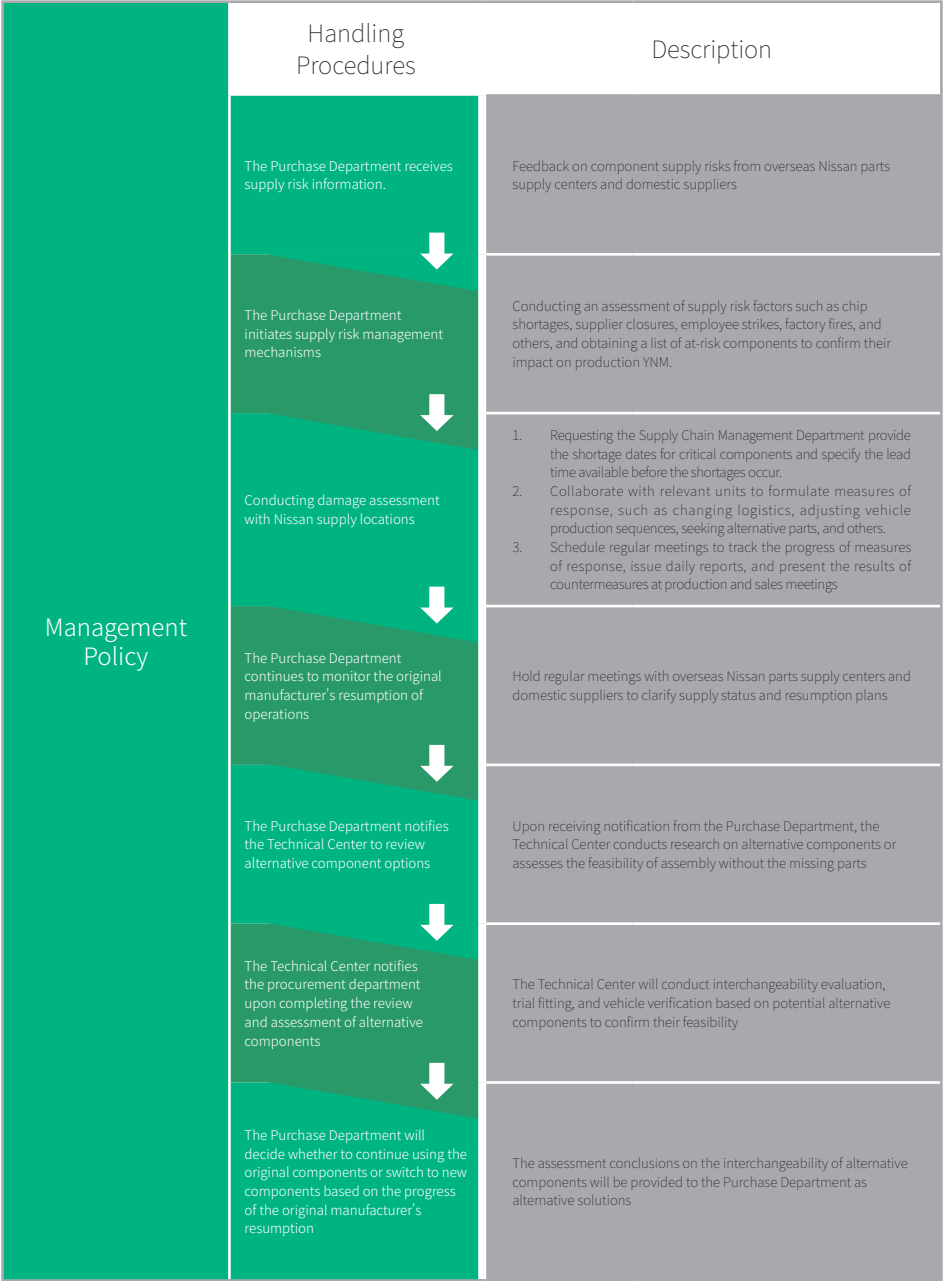 Handling
Procedures
Description
Management
Policy
The Purchase Department receives
supply risk information.
Feedback on component supply risks from overseas Nissan parts
supply centers and domestic suppliers
The Purchase Department
initiates supply risk management
mechanisms
Conducting an assessment of supply risk factors such as chip
shortages, supplier closures, employee strikes, factory fires, and
others, and obtaining a list of at-risk components to confirm their
impact on production YNM.
Conducting damage assessment
with Nissan supply locations
1. Requesting the Supply Chain Management Department provide
the shortage dates for critical components and specify the lead
time available before the shortages occur.
2. Collaborate with relevant units to formulate measures of
response, such as changing logistics, adjusting vehicle
production sequences, seeking alternative parts, and others.
3. Schedule regular meetings to track the progress of measures
of response, issue daily reports, and present the results of
countermeasures at production and sales meetings
The Purchase Department
continues to monitor the original
manufacturer's resumption of
operations
Hold regular meetings with overseas Nissan parts supply centers and
domestic suppliers to clarify supply status and resumption plans
The Purchase Department notifies
the Technical Center to review
alternative component options
Upon receiving notification from the Purchase Department, the
Technical Center conducts research on alternative components or
assesses the feasibility of assembly without the missing parts
The Technical Center notifies
the procurement department
upon completing the review
and assessment of alternative
components
The Technical Center will conduct interchangeability evaluation,
trial fitting, and vehicle verification based on potential alternative
components to confirm their feasibility
The Purchase Department will
decide whether to continue using the
original components or switch to new
components based on the progress
of the original manufacturer's
resumption
The assessment conclusions on the interchangeability of alternative
components will be provided to the Purchase Department as
alternative solutions